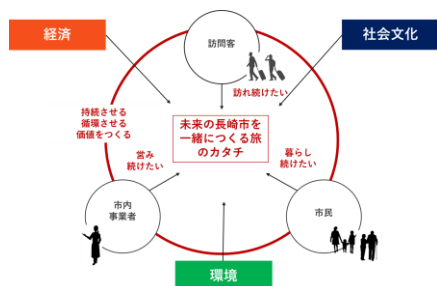 経済
訪問客
社会文化
訪れ続けたい
持続させる
循環させる
価値をつくる
未来の長崎市を
一緒につくる旅
のカタチ
営み
続けたい
暮らし
続けたい
市内
事業者
市民
環境